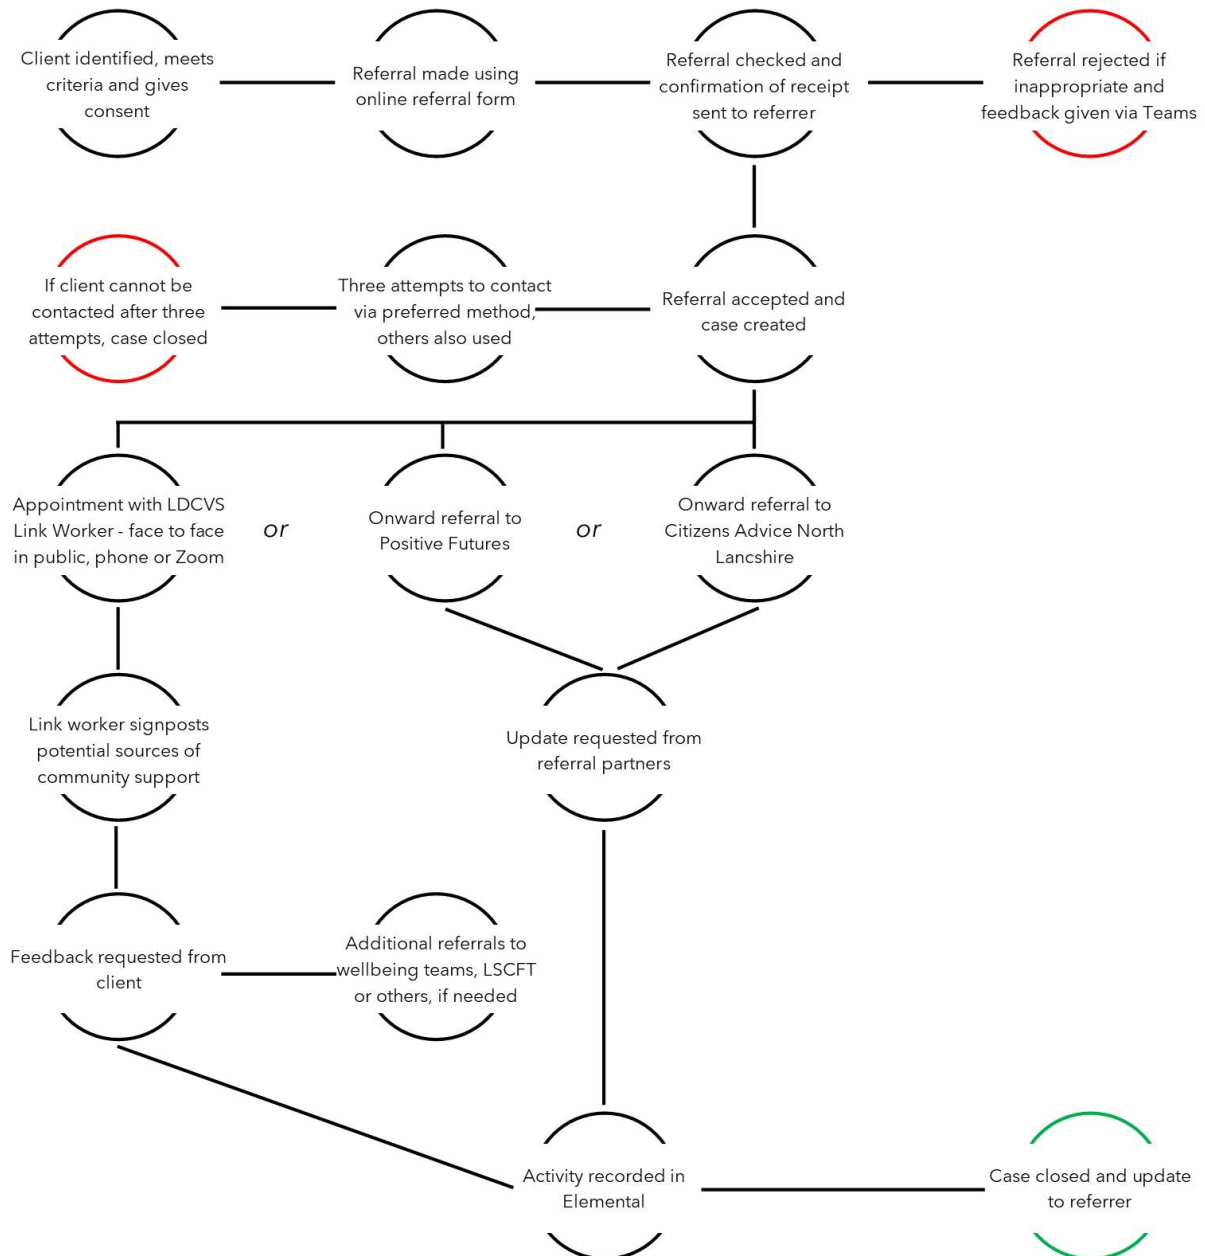 Client identified, meets
criteria and gives
consent
Referral made using
online referral form
Referral checked and
confirmation of receipt
sent to referrer
Referral rejected if
inappropriate and
feedback given via Teams
If client cannot be
contacted after three
attempts, case closed
Three attempts to contact
via preferred method,
others also used
Referral accepted and
case created
Appointment with LDCVS
Link Worker - face to face
in public, phone or Zoom
or
Onward referral to
Positive Futures
or
Onward referral to
Citizens Advice North
Lancshire
Link worker signposts
potential sources of
community support
Update requested from
referral partners
Feedback requested from
client
Additional referrals to
wellbeing teams, LSCFT
or others, if needed
Activity recorded in
Elemental
Case closed and update
to referrer